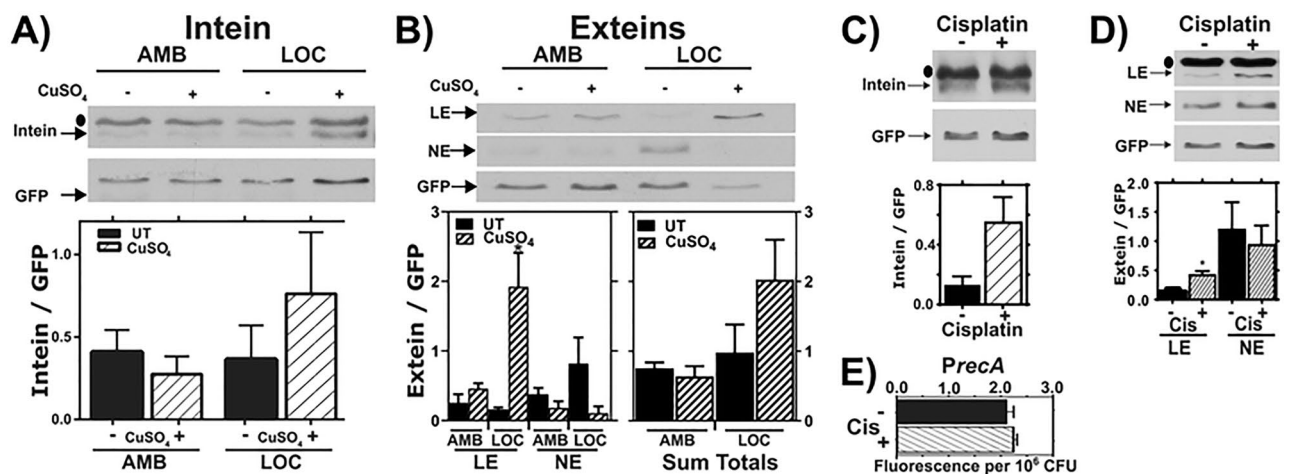 A)
Intein
AMB LOC
CuSO₄ - + - +
Intein
GFP
Intein / GFP
1.0
0.5
0.0
UT
CuSO₄
- CuSO₄ + - CuSO₄ +
AMB LOC
B)
Exteins
AMB LOC
CuSO₄ - + - +
LE
NE
GFP
Extein / GFP
3
2
1
0
UT
CuSO₄
*
AMB LOC AMB LOC
LE NE
UT
CuSO₄
3
2
1
0
AMB LOC
Sum Totals
C)
Cisplatin
- +
Intein
GFP
Intein / GFP
0.8
0.4
0.0
- +
Cisplatin
D)
Cisplatin
- +
LE
NE
GFP
Extein / GFP
2.0
1.5
1.0
0.5
0.0
*
- Cis + - Cis +
LE NE
E)
PrecA
0.0 1.0 2.0 3.0
Cis - +
Fluorescence per 10⁶ CFU